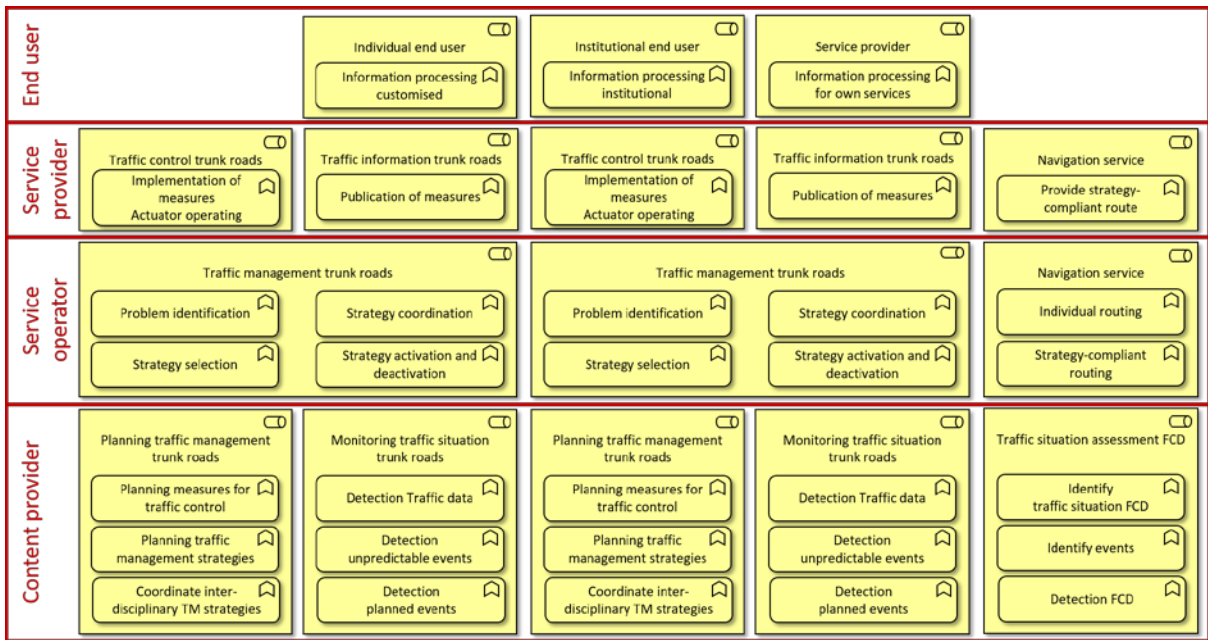 End user
Individual end user
Information processing
customised
Institutional end user
Information processing
institutional
Service provider
Information processing
for own services
Service
provider
Traffic control trunk roads
Implementation of
measures
Actuator operating
Traffic information trunk roads
Publication of measures
Traffic control trunk roads
Implementation of
measures
Actuator operating
Traffic information trunk roads
Publication of measures
Navigation service
Provide strategy-
compliant route
Service
operator
Traffic management trunk roads
Problem identification
Strategy coordination
Strategy selection
Strategy activation and
deactivation
Traffic management trunk roads
Problem identification
Strategy coordination
Strategy selection
Strategy activation and
deactivation
Navigation service
Individual routing
Strategy-compliant
routing
Content provider
Planning traffic management
trunk roads
Planning measures for
traffic control
Planning traffic
management strategies
Coordinate inter-
disciplinary TM strategies
Monitoring traffic situation
trunk roads
Detection Traffic data
Detection
unpredictable events
Detection
planned events
Planning traffic management
trunk roads
Planning measures for
traffic control
Planning traffic
management strategies
Coordinate inter-
disciplinary TM strategies
Monitoring traffic situation
trunk roads
Detection Traffic data
Detection
unpredictable events
Detection
planned events
Traffic situation assessment FCD
Identify
traffic situation FCD
Identify events
Detection FCD